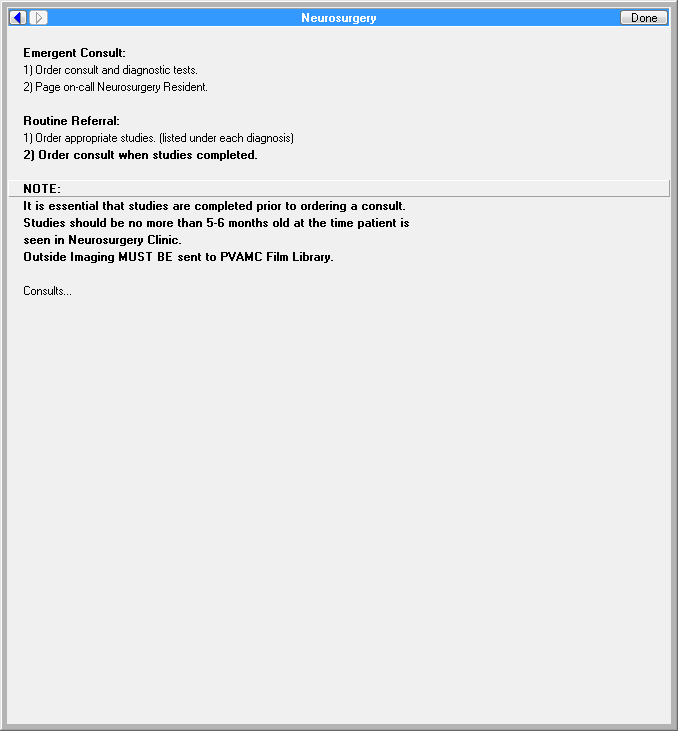 Neurosurgery
Done
Emergent Consult:
1) Order consult and diagnostic tests.
2) Page on-call Neurosurgery Resident.
Routine Referral:
1) Order appropriate studies. (listed under each diagnosis)
2) Order consult when studies completed.
NOTE:
It is essential that studies are completed prior to ordering a consult.
Studies should be no more than 5-6 months old at the time patient is
seen in Neurosurgery Clinic.
Outside Imaging MUST BE sent to PVAMC Film Library.
Consults...